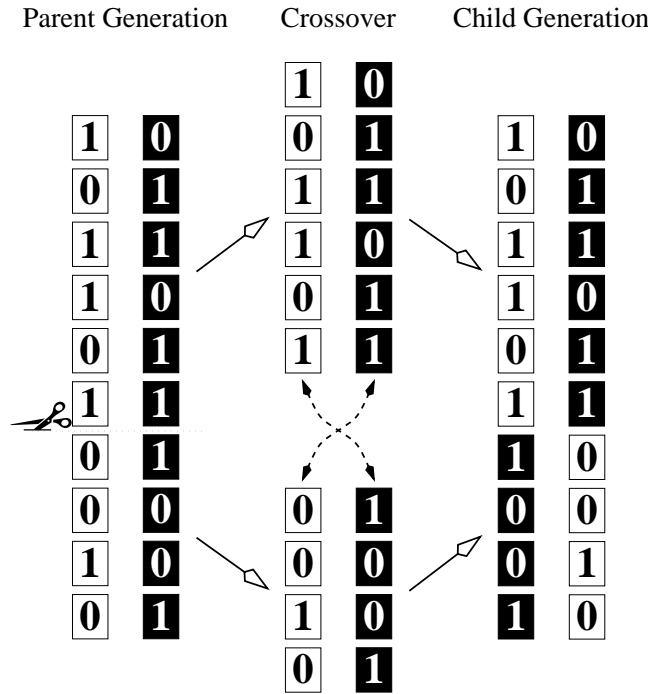 Parent Generation Crossover Child Generation
1 0
1 0 0 1 1 0
0 1 1 1 0 1
1 1 1 0 1 1
1 0 0 1 1 0
0 1 1 1 0 1
1 1 1 1
0 1 1 0
0 0 0 1 0 0
1 0 0 0 0 1
0 1 1 0 1 0
0 1